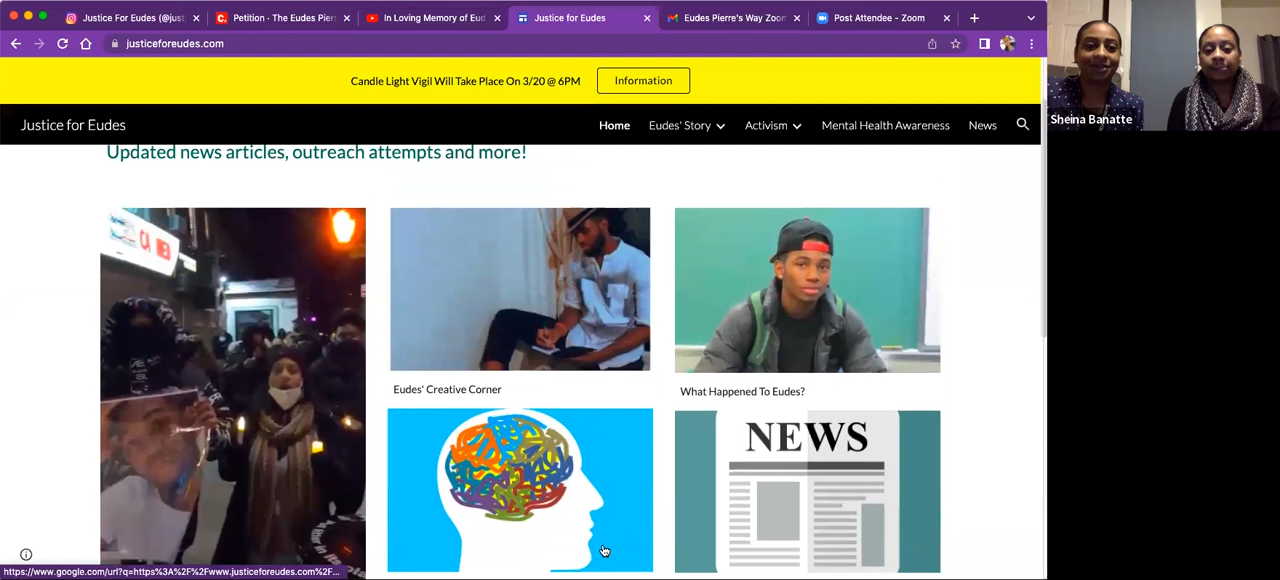 Justice For Eudes (@just
Petition · The Eudes Pier
In Loving Memory of Eud
Justice for Eudes
Eudes Pierre's Way Zoom
Post Attendee - Zoom
justiceforeudes.com
Candle Light Vigil Will Take Place On 3/20 @ 6PM
Information
Sheina Banatte
Justice for Eudes
Home
Eudes' Story
Activism
Mental Health Awareness
News
Updated news articles, outreach attempts and more!
Eudes' Creative Corner
What Happened To Eudes?
NEWS
https://www.google.com/url?q=https%3A%2F%2Fwww.justiceforeudes.com%2F...